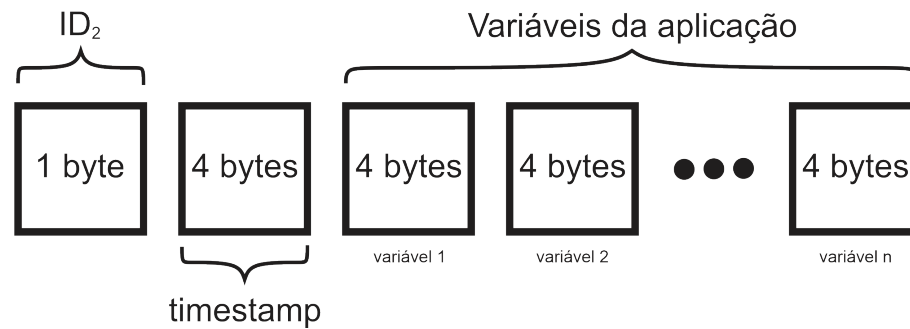 ID₂
Variáveis da aplicação
1 byte
4 bytes
4 bytes
4 bytes
4 bytes
variável 1
variável 2
variável n
timestamp